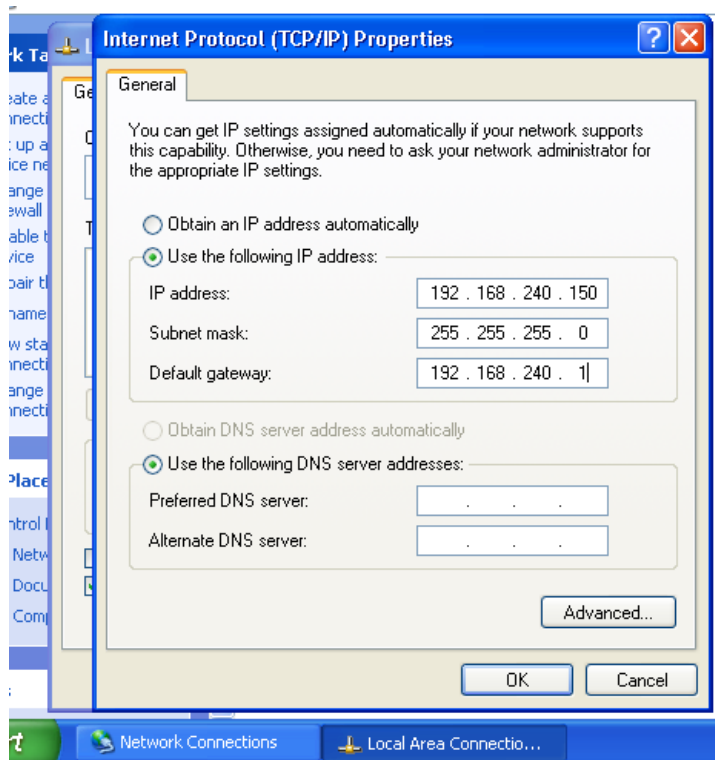 Internet Protocol (TCP/IP) Properties
General
You can get IP settings assigned automatically if your network supports
this capability. Otherwise, you need to ask your network administrator for
the appropriate IP settings.
Obtain an IP address automatically
Use the following IP address:
IP address: 192 . 168 . 240 . 150
Subnet mask: 255 . 255 . 255 . 0
Default gateway: 192 . 168 . 240 . 1
Obtain DNS server address automatically
Use the following DNS server addresses:
Preferred DNS server: . . .
Alternate DNS server: . . .
Advanced...
OK Cancel
Network Connections Local Area Connectio...